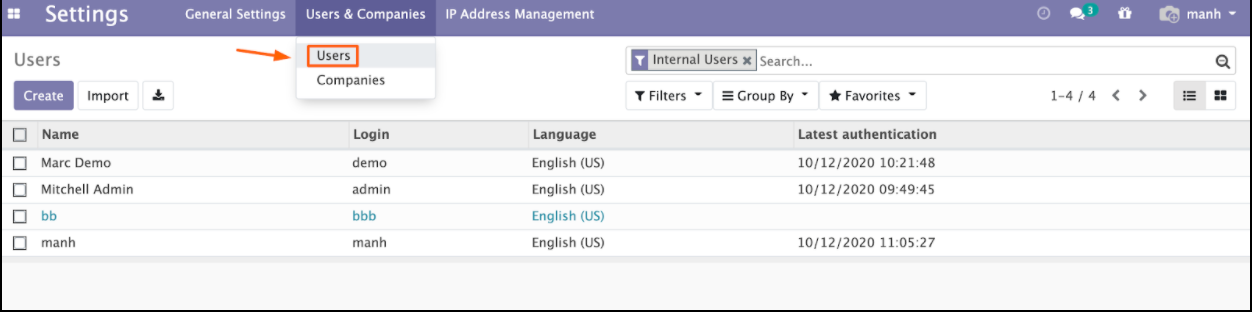 Settings General Settings Users & Companies IP Address Management 3 manh
Users
Users
Companies
Internal Users × Search...
Create Import
Filters Group By Favorites 1-4 / 4
Name Login Language Latest authentication
Marc Demo demo English (US) 10/12/2020 10:21:48
Mitchell Admin admin English (US) 10/12/2020 09:49:45
bb bbb English (US)
manh manh English (US) 10/12/2020 11:05:27